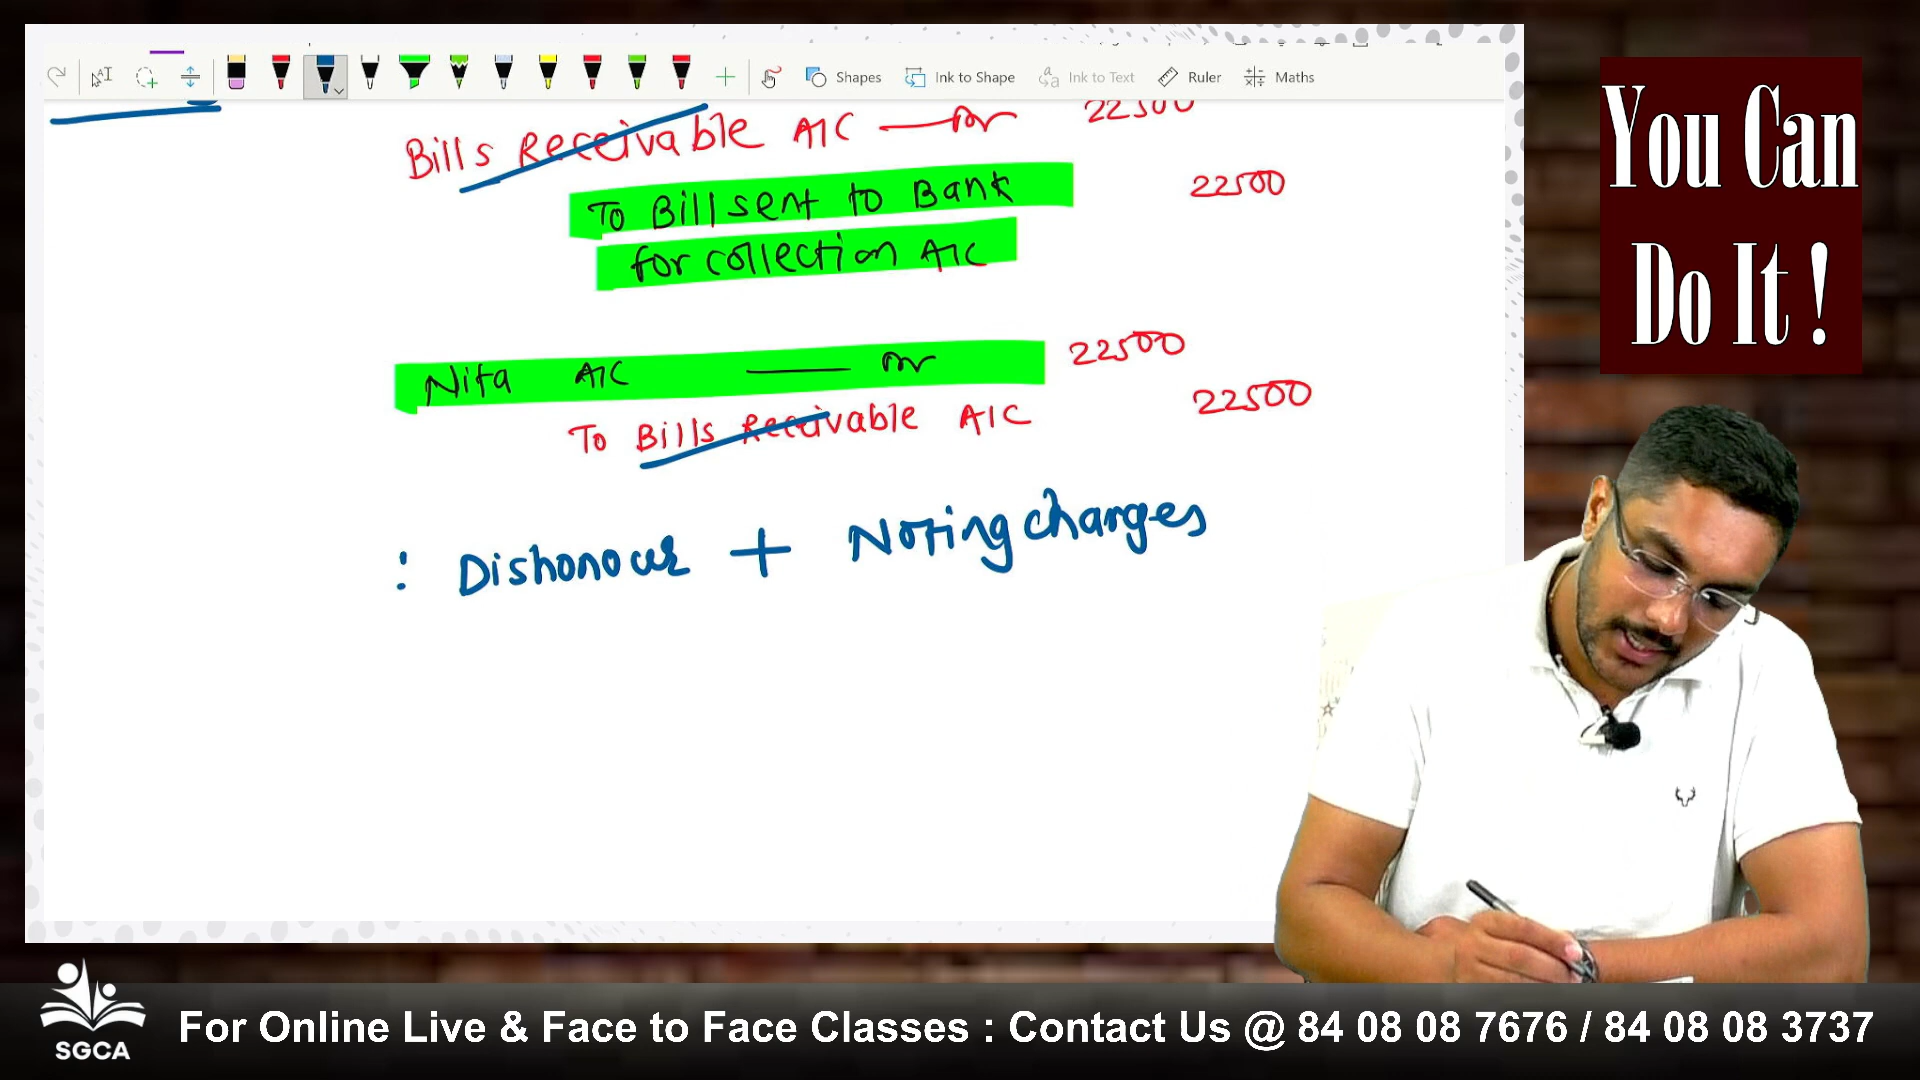 Shapes Ink to Shape Ink to Text Ruler Maths
Bills Receivable A/C — Dr 22500
To Bill sent to Bank 22500
for collection A/C
Nita A/C — Dr 22500
To Bills Receivable A/C 22500
: Dishonour + Noting charges
You Can
Do It !
SGCA
For Online Live & Face to Face Classes : Contact Us @ 84 08 08 7676 / 84 08 08 3737